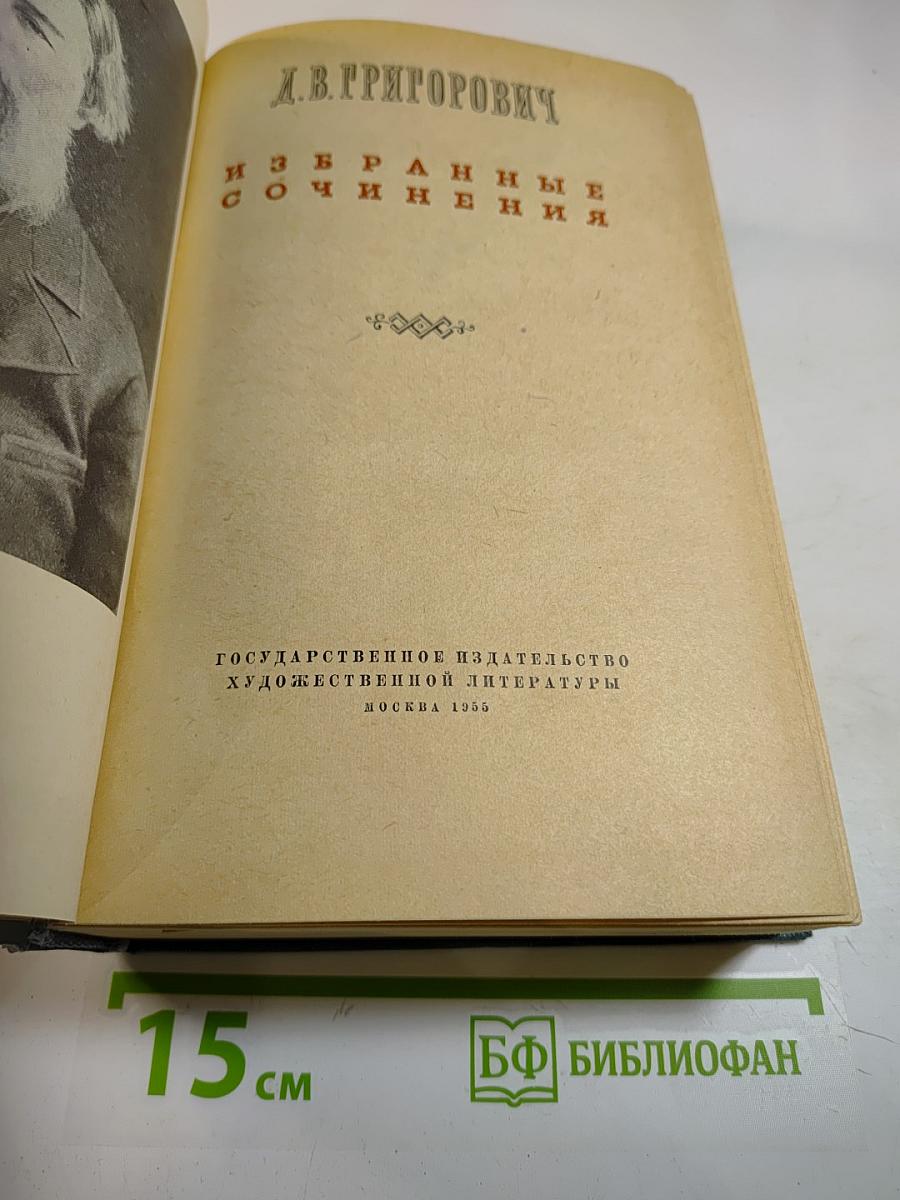 Д. В. ГРИГОРОВИЧ
ИЗБРАННЫЕ
СОЧИНЕНИЯ
ГОСУДАРСТВЕННОЕ ИЗДАТЕЛЬСТВО
ХУДОЖЕСТВЕННОЙ ЛИТЕРАТУРЫ
МОСКВА 1955
15 см
БФ БИБЛИОФАН